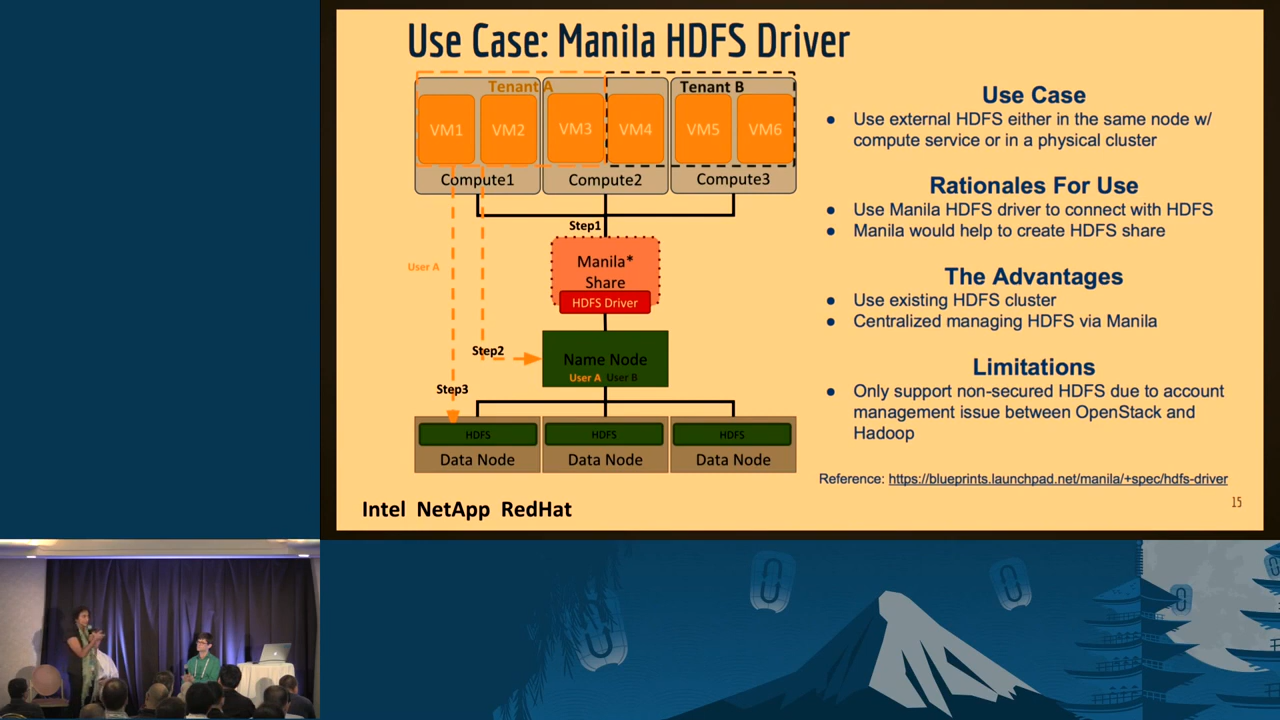 Use Case: Manila HDFS Driver
Tenant A
Tenant B
VM1
VM2
VM3
VM4
VM5
VM6
Compute1
Compute2
Compute3
Step1
User A
Manila*
Share
HDFS Driver
Step2
Name Node
User A User B
Step3
HDFS
HDFS
HDFS
Data Node
Data Node
Data Node
Intel NetApp RedHat
Use Case
● Use external HDFS either in the same node w/
compute service or in a physical cluster
Rationales For Use
● Use Manila HDFS driver to connect with HDFS
● Manila would help to create HDFS share
The Advantages
● Use existing HDFS cluster
● Centralized managing HDFS via Manila
Limitations
● Only support non-secured HDFS due to account
management issue between OpenStack and
Hadoop
Reference: https://blueprints.launchpad.net/manila/+spec/hdfs-driver
15